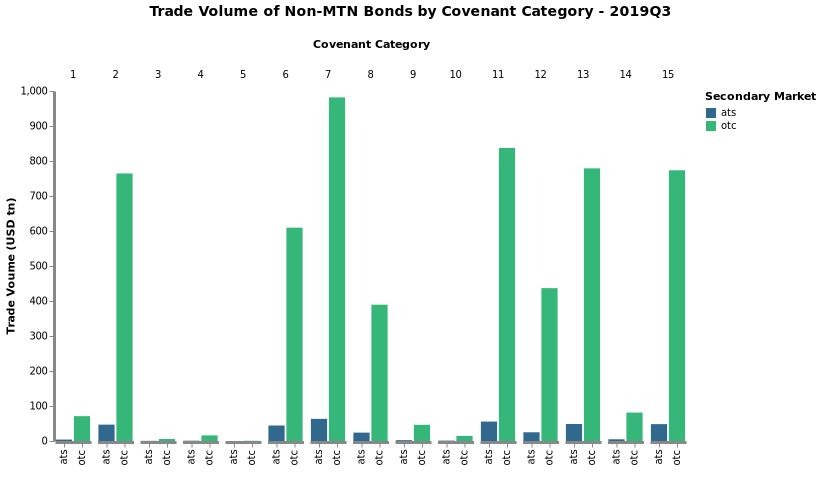 Trade Volume of Non-MTN Bonds by Covenant Category - 2019Q3
Covenant Category
1 2 3 4 5 6 7 8 9 10 11 12 13 14 15
Secondary Market
ats
otc
Trade Voume (USD tn)
1,000
900
800
700
600
500
400
300
200
100
0
ats otc ats otc ats otc ats otc ats otc ats otc ats otc ats otc ats otc ats otc ats otc ats otc ats otc ats otc ats otc